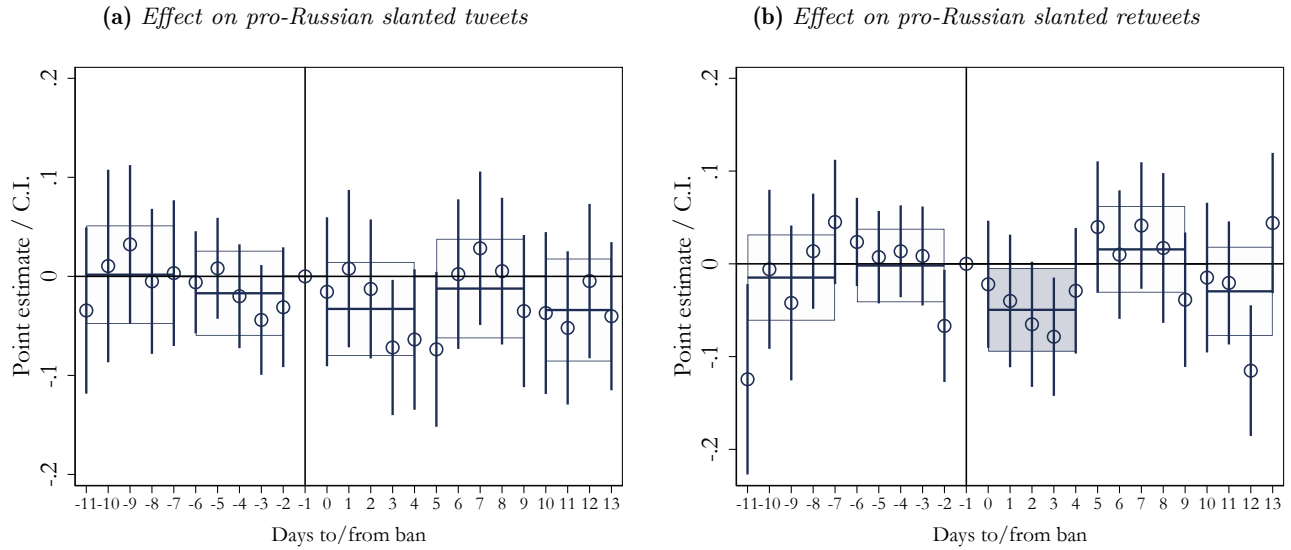 (a) Effect on pro-Russian slanted tweets
.2
.1
0
-.1
-.2
Point estimate / C.I.
-11 -10 -9 -8 -7 -6 -5 -4 -3 -2 -1 0 1 2 3 4 5 6 7 8 9 10 11 12 13
Days to/from ban
(b) Effect on pro-Russian slanted retweets
.2
.1
0
-.1
-.2
Point estimate / C.I.
-11 -10 -9 -8 -7 -6 -5 -4 -3 -2 -1 0 1 2 3 4 5 6 7 8 9 10 11 12 13
Days to/from ban